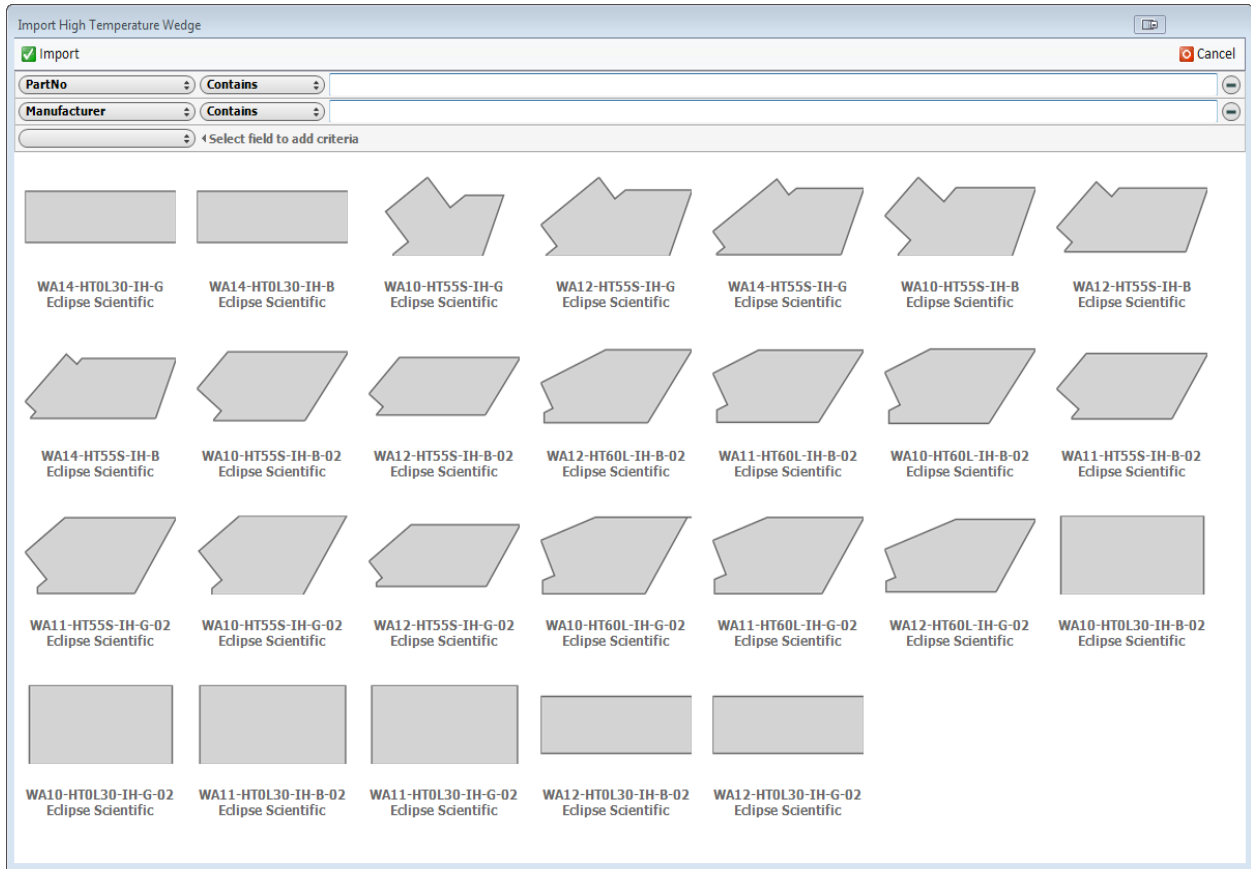 Import High Temperature Wedge
Import
Cancel
PartNo Contains
Manufacturer Contains
Select field to add criteria
WA14-HT0L30-IH-G WA14-HT0L30-IH-B WA10-HT55S-IH-G WA12-HT55S-IH-G WA14-HT55S-IH-G WA10-HT55S-IH-B WA12-HT55S-IH-B
Eclipse Scientific Eclipse Scientific Eclipse Scientific Eclipse Scientific Eclipse Scientific Eclipse Scientific Eclipse Scientific
WA14-HT55S-IH-B WA10-HT55S-IH-B-02 WA12-HT55S-IH-B-02 WA12-HT60L-IH-B-02 WA11-HT60L-IH-B-02 WA10-HT60L-IH-B-02 WA11-HT55S-IH-B-02
Eclipse Scientific Eclipse Scientific Eclipse Scientific Eclipse Scientific Eclipse Scientific Eclipse Scientific Eclipse Scientific
WA11-HT55S-IH-G-02 WA10-HT55S-IH-G-02 WA12-HT55S-IH-G-02 WA10-HT60L-IH-G-02 WA11-HT60L-IH-G-02 WA12-HT60L-IH-G-02 WA10-HT0L30-IH-B-02
Eclipse Scientific Eclipse Scientific Eclipse Scientific Eclipse Scientific Eclipse Scientific Eclipse Scientific Eclipse Scientific
WA10-HT0L30-IH-G-02 WA11-HT0L30-IH-B-02 WA11-HT0L30-IH-G-02 WA12-HT0L30-IH-B-02 WA12-HT0L30-IH-G-02
Eclipse Scientific Eclipse Scientific Eclipse Scientific Eclipse Scientific Eclipse Scientific